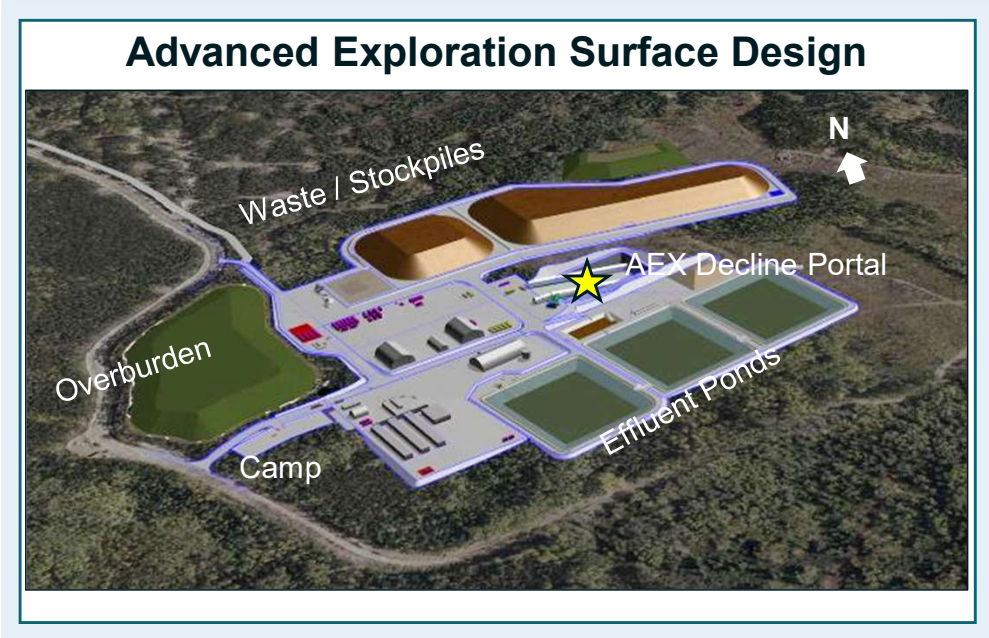 Advanced Exploration Surface Design
N
Waste / Stockpiles
AEX Decline Portal
Overburden
Effluent Ponds
Camp